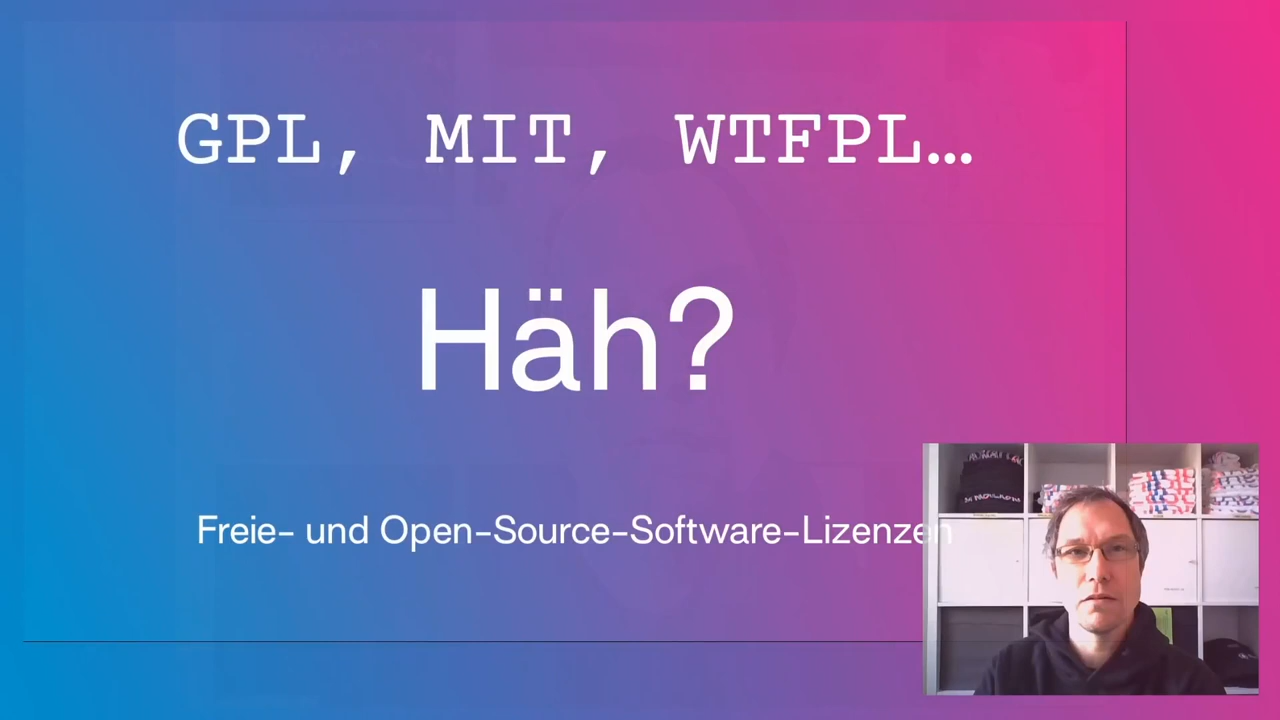 GPL, MIT, WTFPL…
Häh?
Freie- und Open-Source-Software-Lizenzen